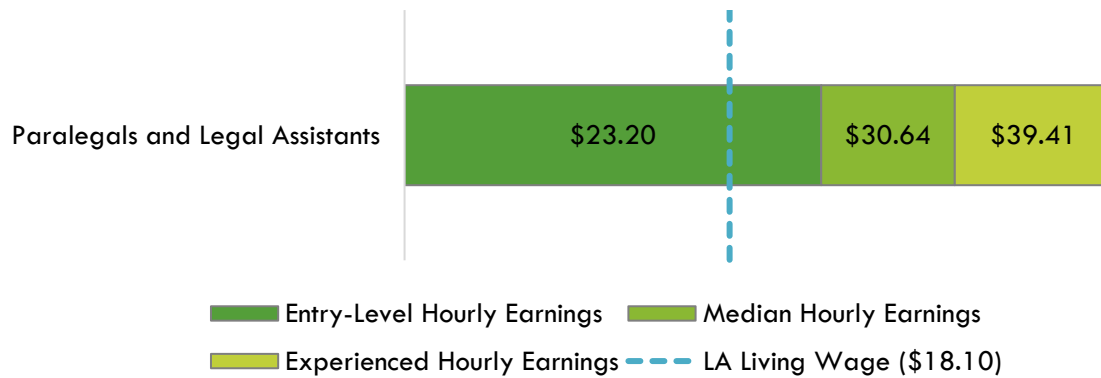 Paralegals and Legal Assistants $23.20 $30.64 $39.41
Entry-Level Hourly Earnings Median Hourly Earnings
Experienced Hourly Earnings LA Living Wage ($18.10)